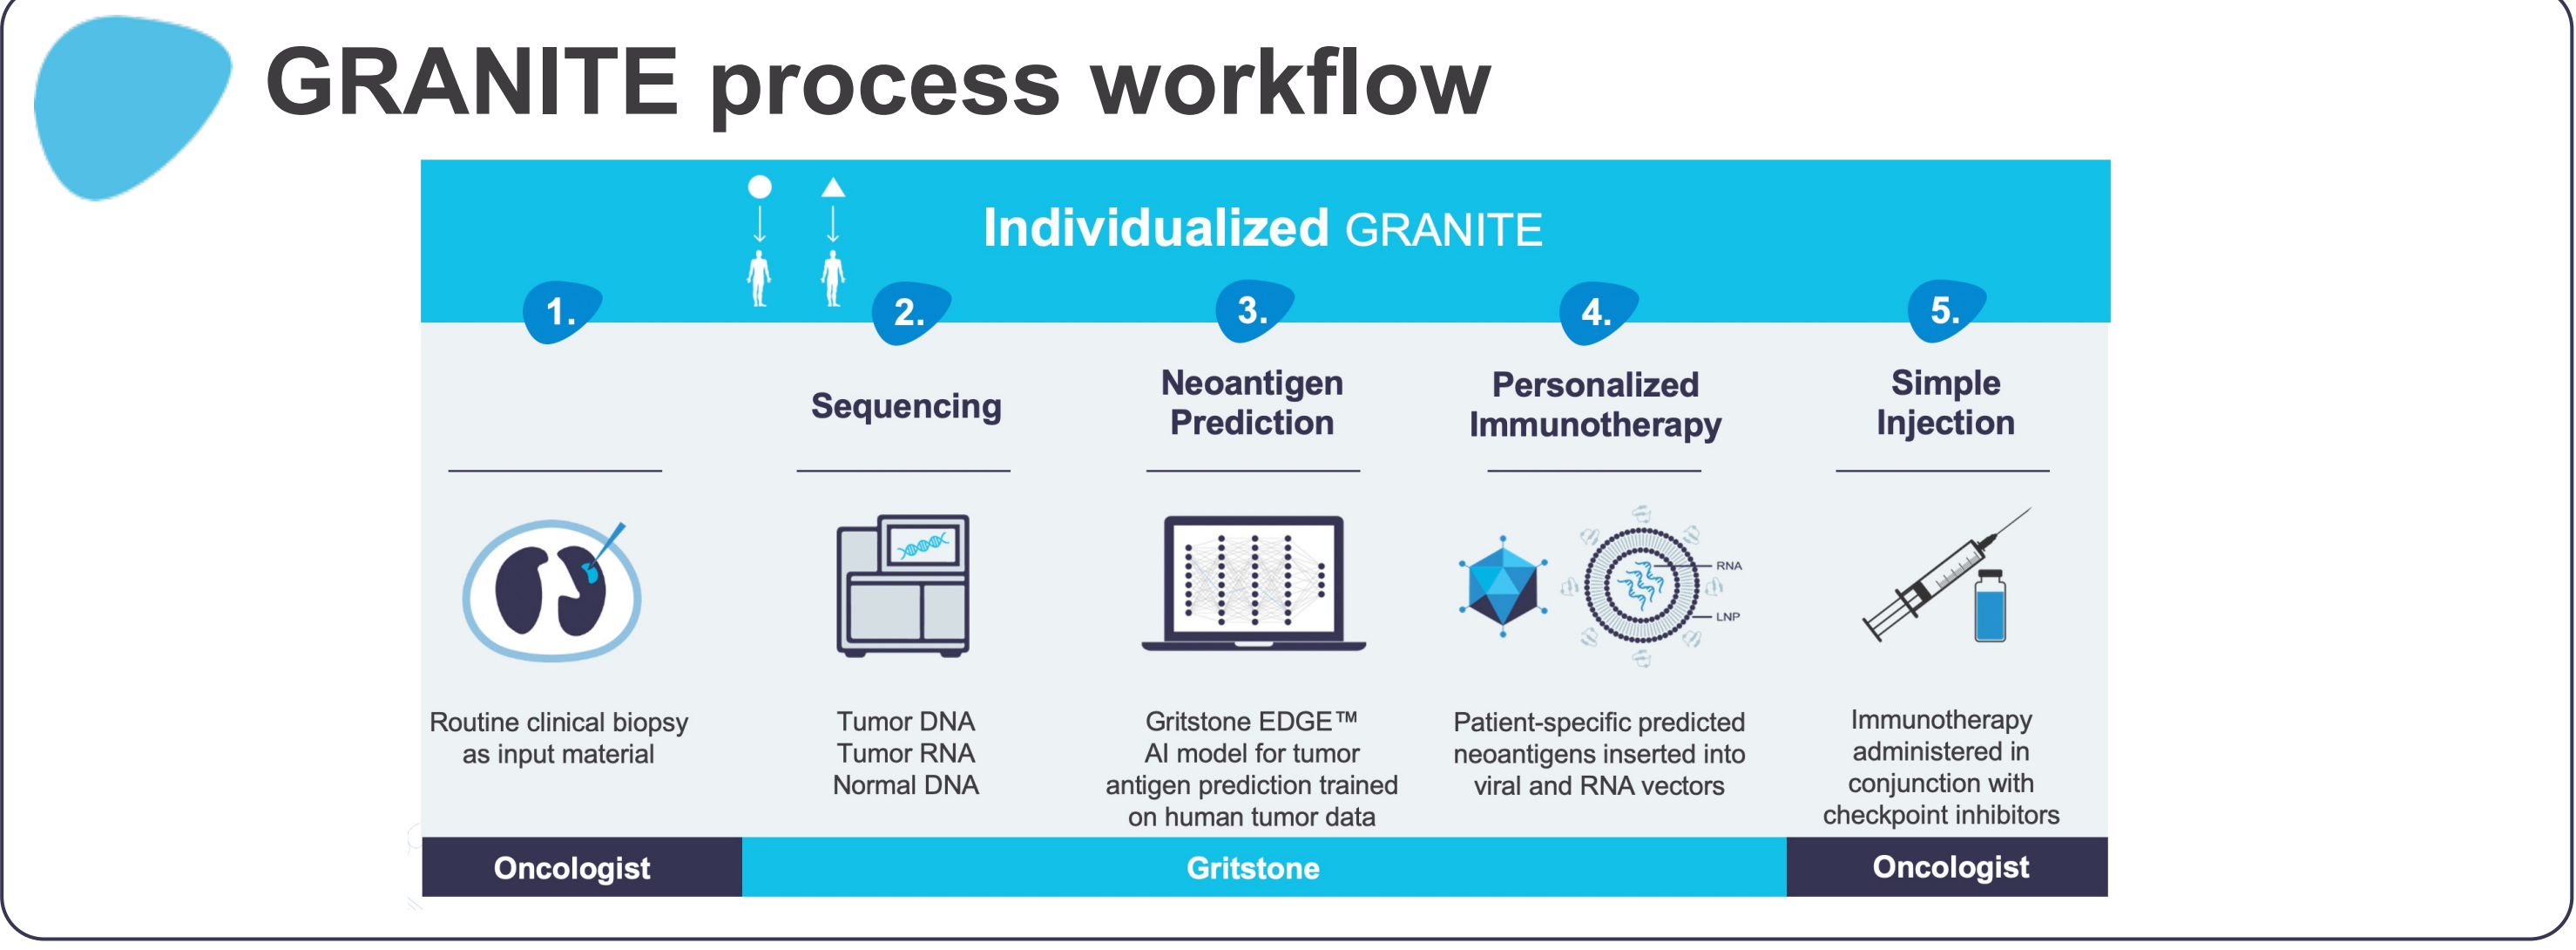 GRANITE process workflow
Individualized GRANITE
1.
2.
3.
4.
5.
Sequencing
Neoantigen
Prediction
Personalized
Immunotherapy
Simple
Injection
RNA
LNP
Routine clinical biopsy
as input material
Tumor DNA
Tumor RNA
Normal DNA
Gritstone EDGE™
AI model for tumor
antigen prediction trained
on human tumor data
Patient-specific predicted
neoantigens inserted into
viral and RNA vectors
Immunotherapy
administered in
conjunction with
checkpoint inhibitors
Oncologist
Gritstone
Oncologist